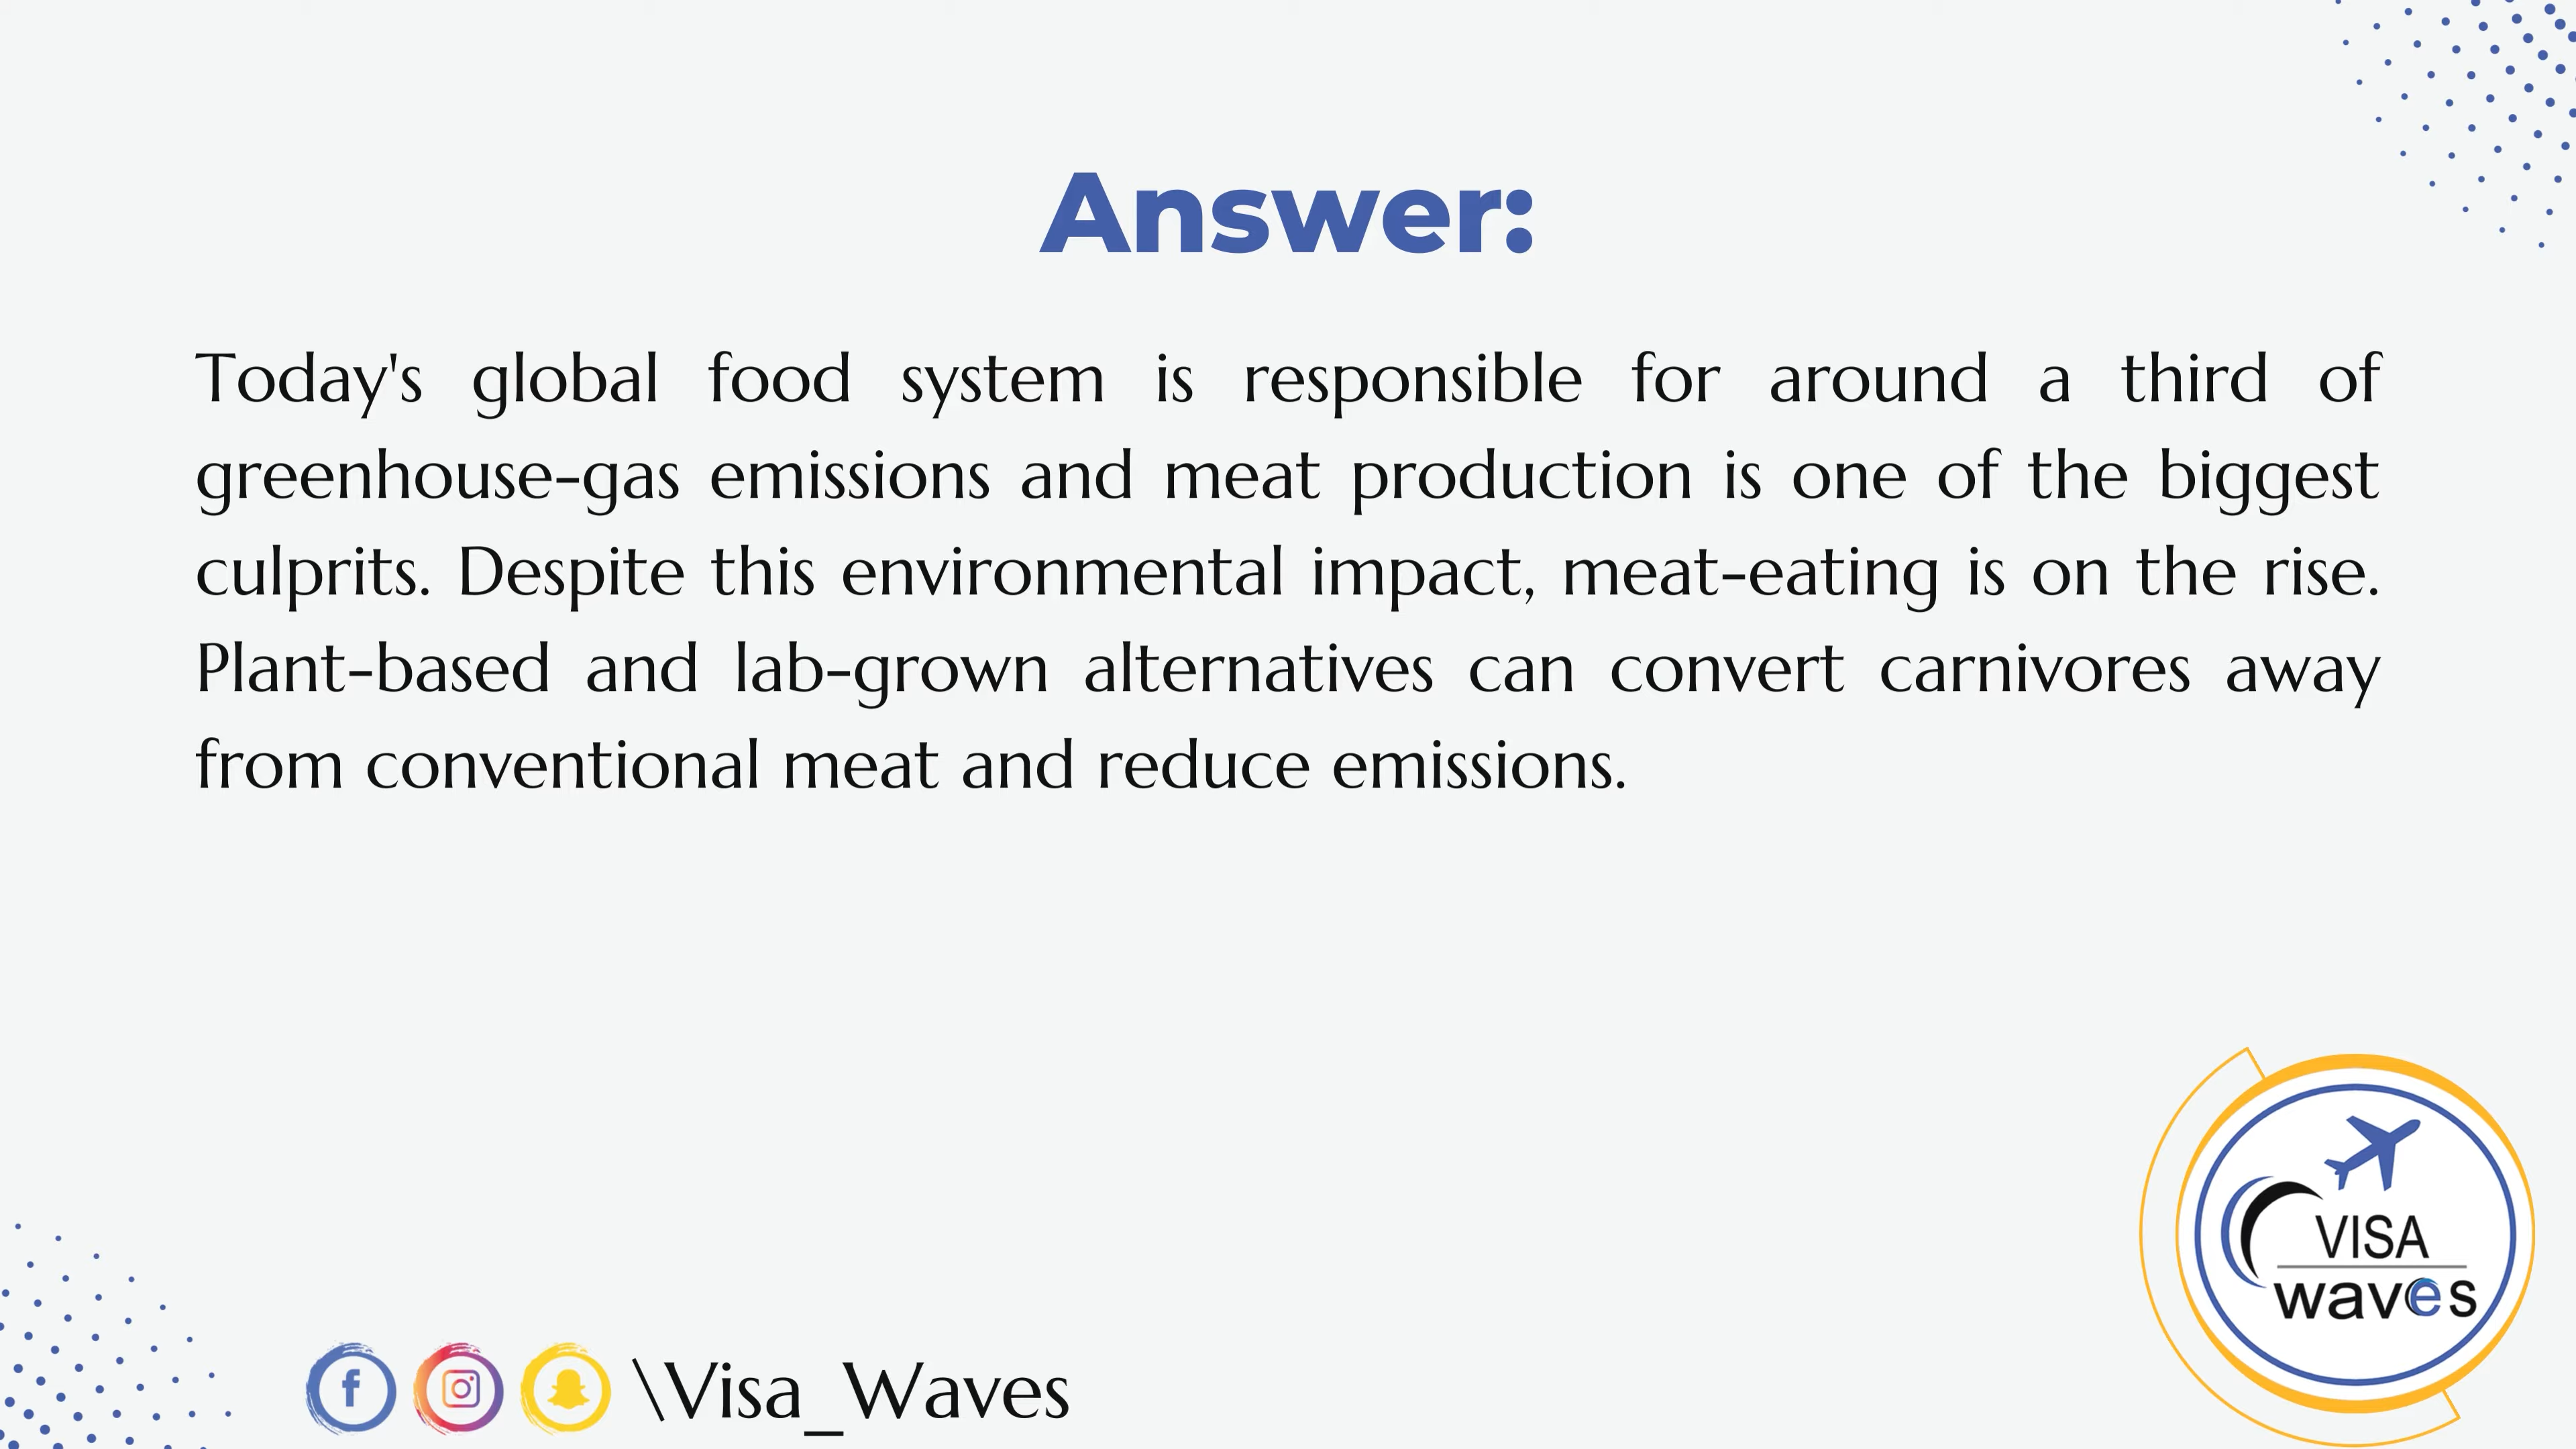 Answer:
Today's global food system is responsible for around a third of
greenhouse-gas emissions and meat production is one of the biggest
culprits. Despite this environmental impact, meat-eating is on the rise.
Plant-based and lab-grown alternatives can convert carnivores away
from conventional meat and reduce emissions.
VISA
waves
\Visa_Waves